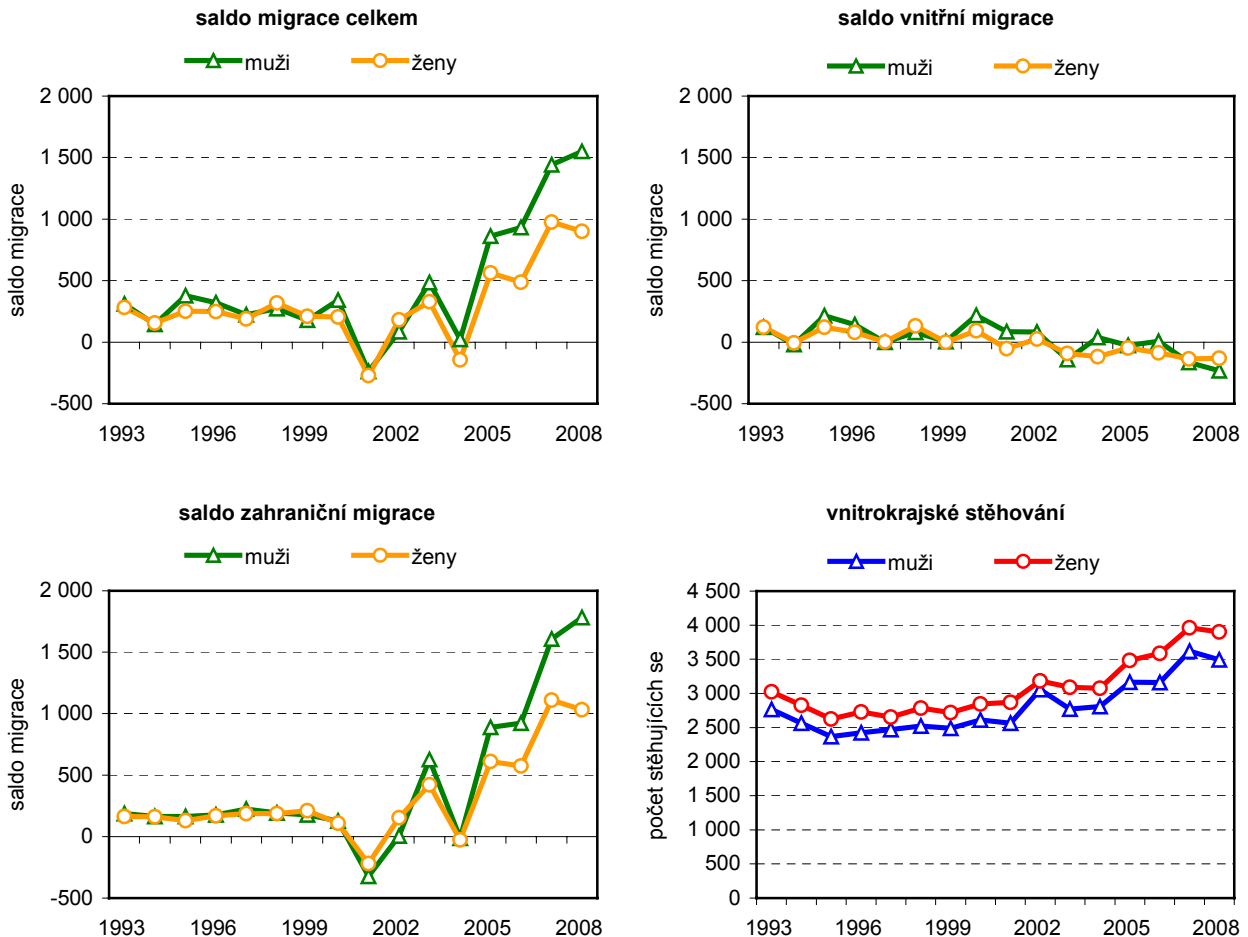 saldo migrace celkem
muži ženy
saldo migrace
2 000
1 500
1 000
500
0
-500
1993 1996 1999 2002 2005 2008
saldo vnitřní migrace
muži ženy
saldo migrace
2 000
1 500
1 000
500
0
-500
1993 1996 1999 2002 2005 2008
saldo zahraniční migrace
muži ženy
saldo migrace
2 000
1 500
1 000
500
0
-500
1993 1996 1999 2002 2005 2008
vnitrokrajské stěhování
muži ženy
počet stěhujících se
4 500
4 000
3 500
3 000
2 500
2 000
1 500
1 000
500
0
1993 1996 1999 2002 2005 2008